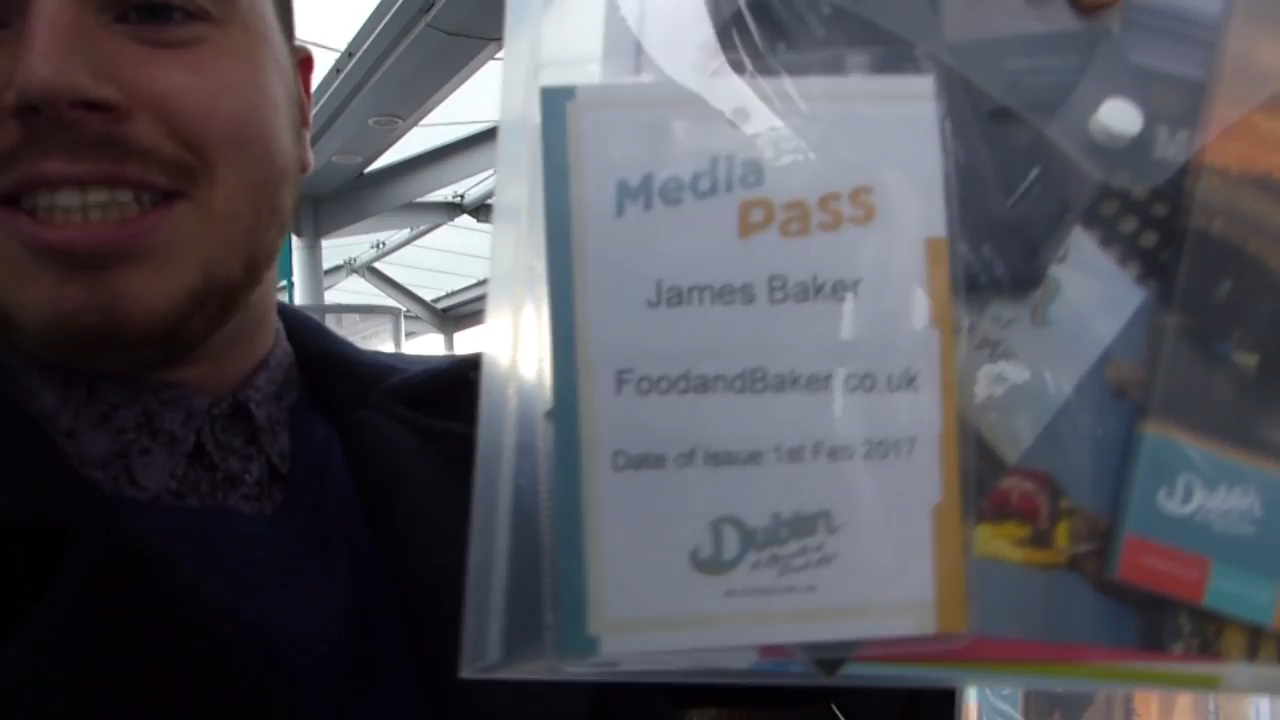 Media
Pass
James Baker
FoodandBaker.co.uk
Date of Issue 1st Feb 2017
Dublin
Dublin